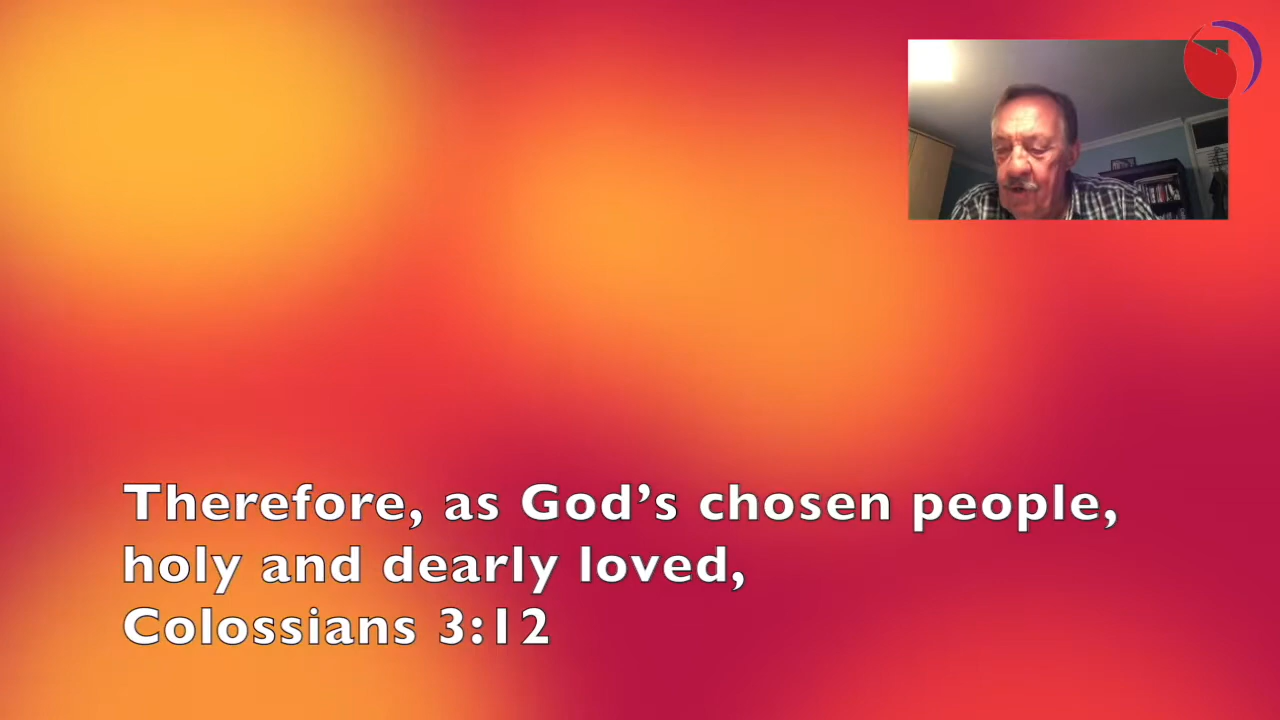 Therefore, as God’s chosen people,
holy and dearly loved,
Colossians 3:12